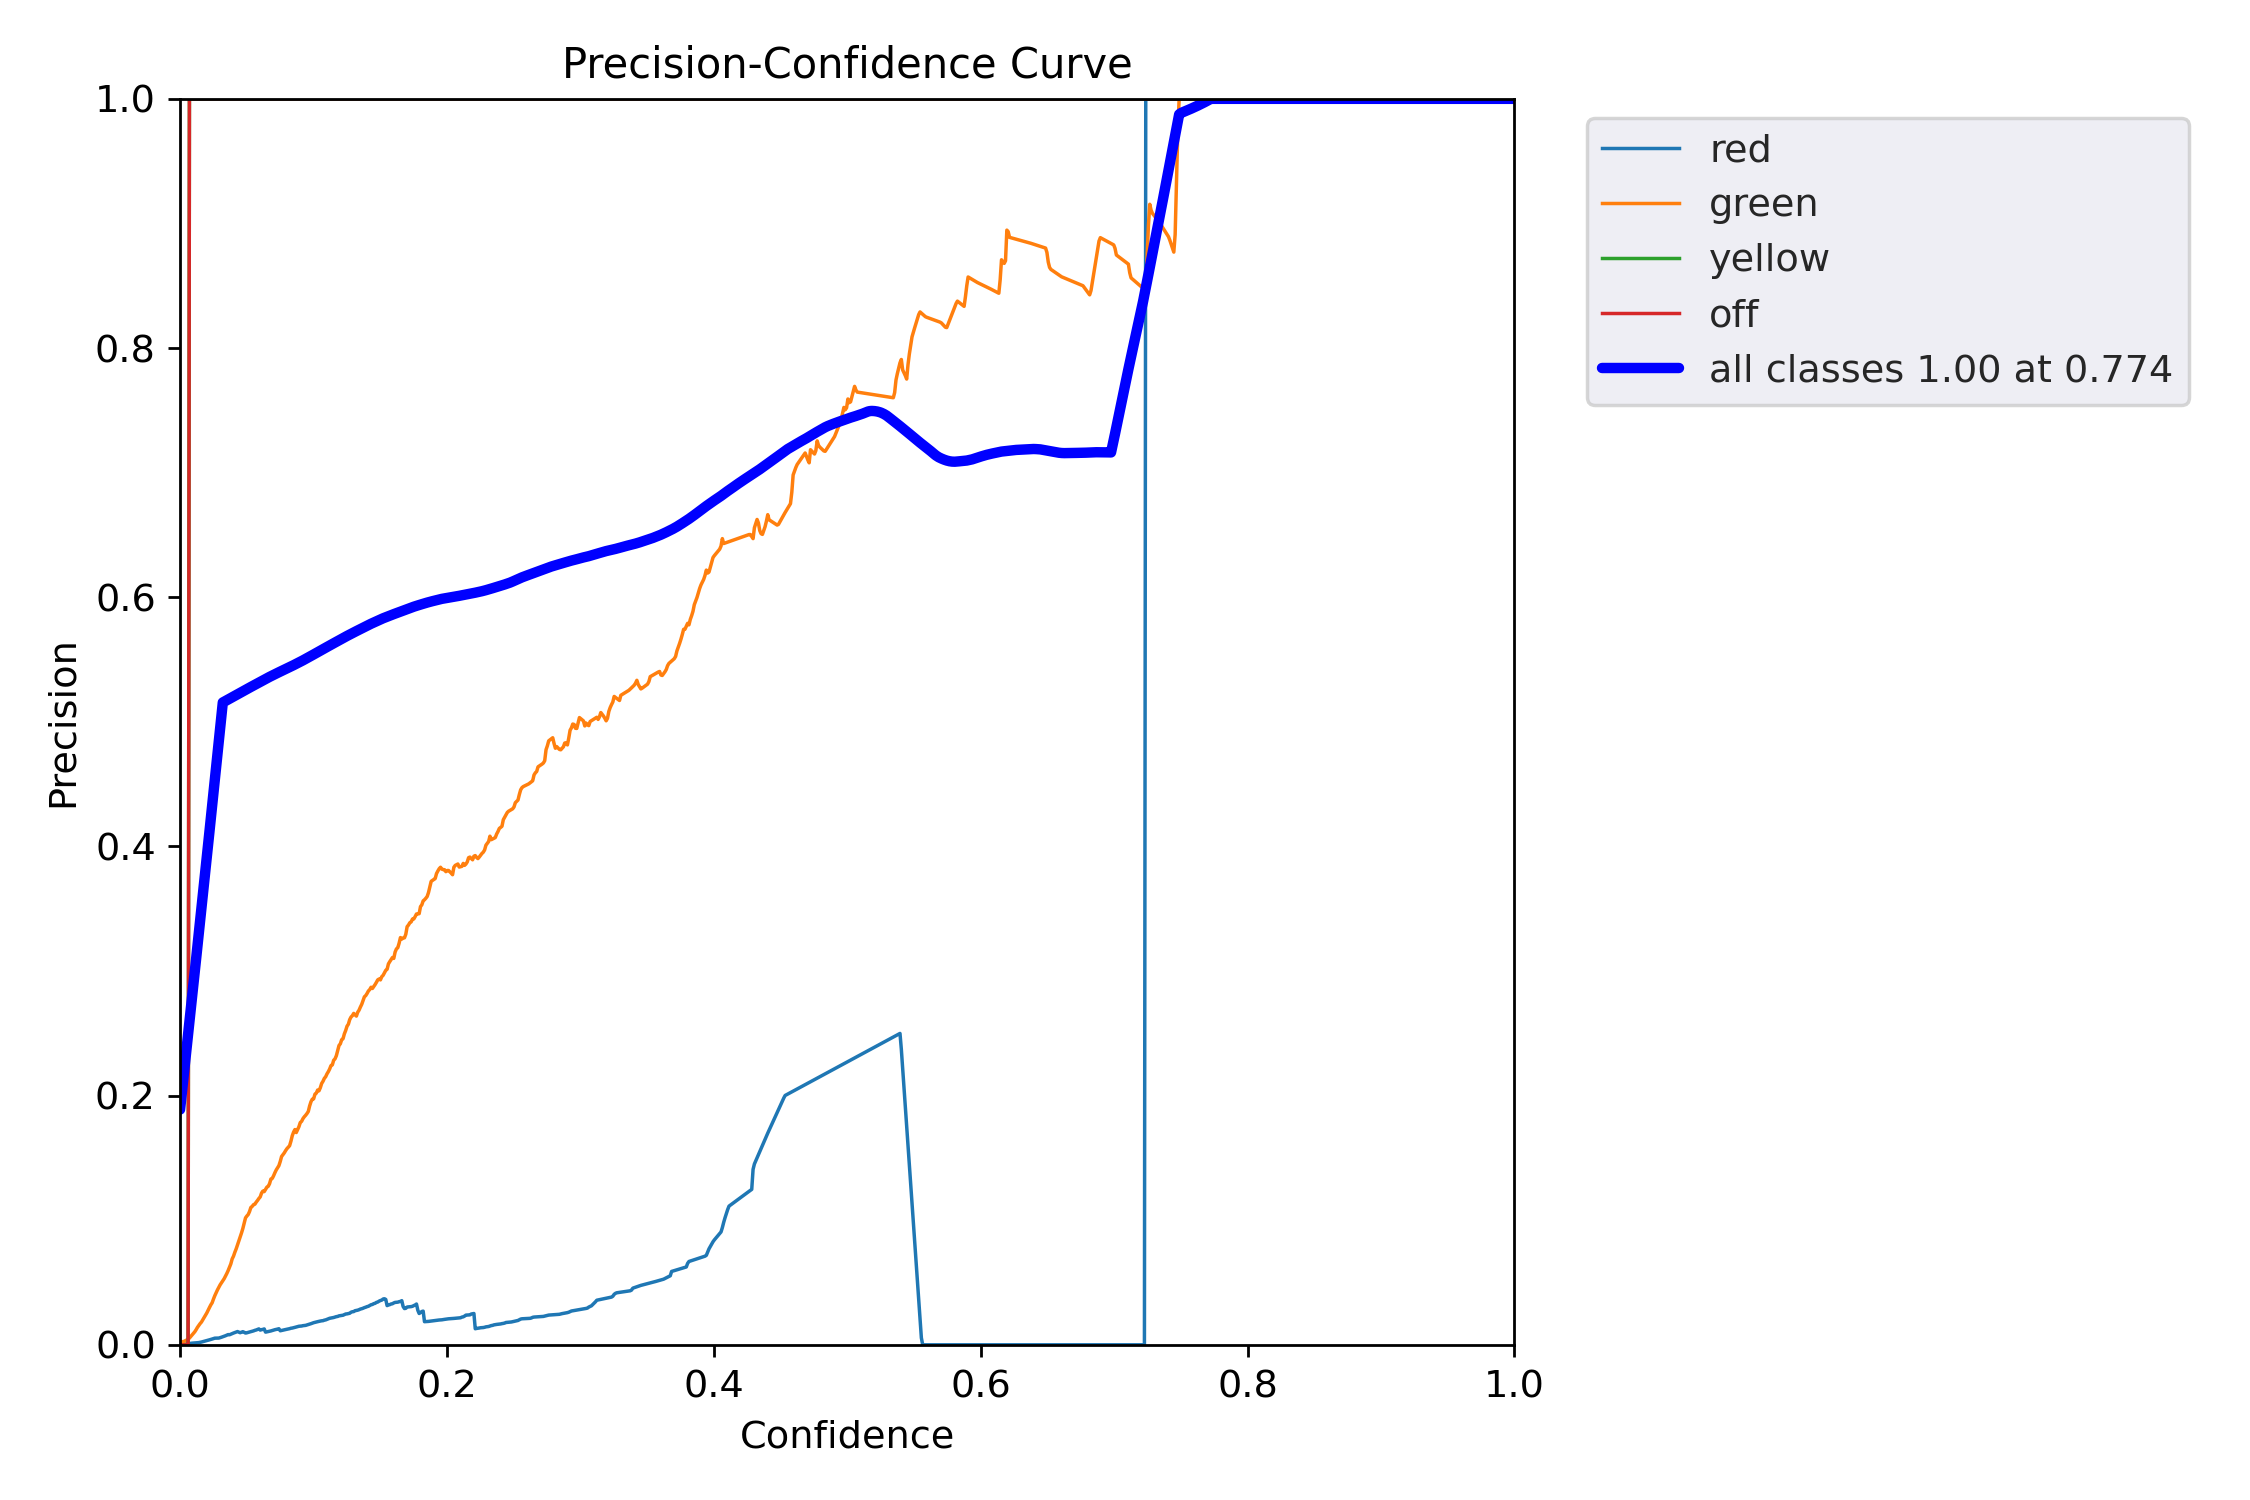 Precision-Confidence Curve
1.0
0.8
0.6
0.4
0.2
0.0
Precision
0.0 0.2 0.4 0.6 0.8 1.0
Confidence
red
green
yellow
off
all classes 1.00 at 0.774